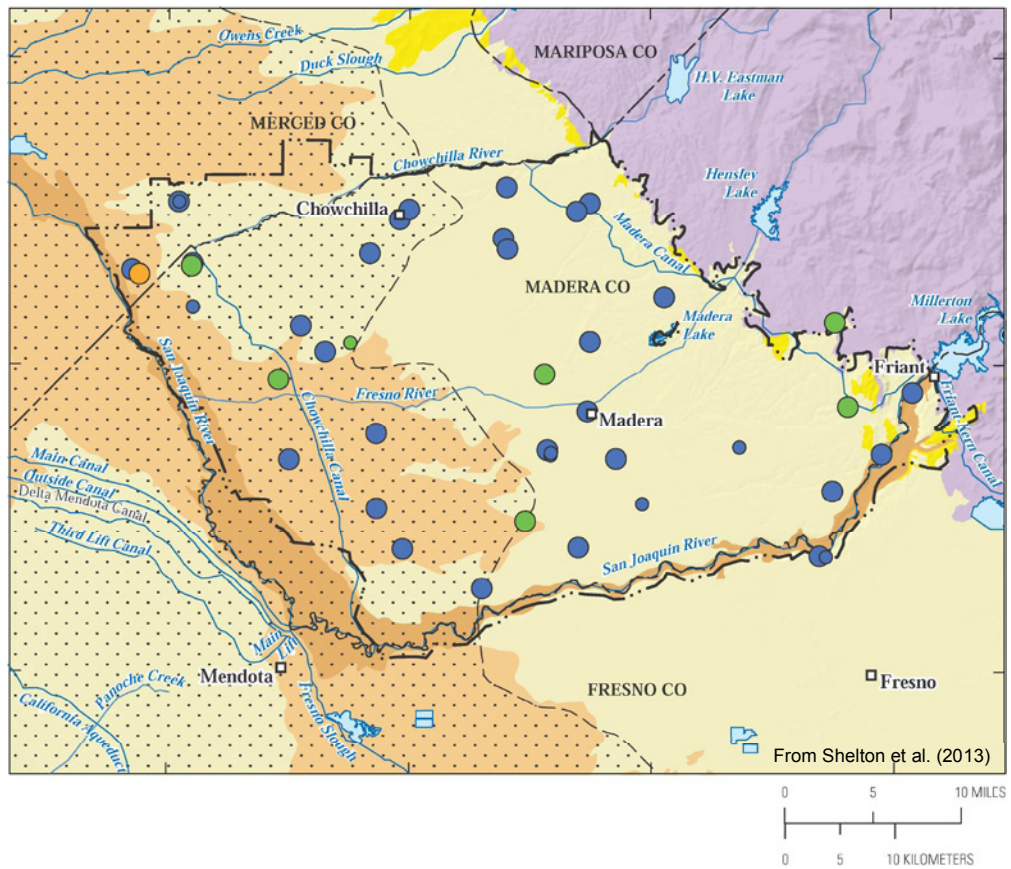 Owens Creek
Duck Slough
MARIPOSA CO
H.V. Eastman
Lake
MERCED CO
Chowchilla River
Hensley
Lake
Chowchilla
Madera Canal
MADERA CO
Millerton
Lake
Madera
Lake
San Joaquin River
Friant
Fresno River
Chowchilla Canal
Friant-Kern Canal
Madera
Main Canal
Outside Canal
Delta Mendota Canal
Third Lift Canal
San Joaquin River
Main
Lift
Mendota
Panoche Creek
Fresno Slough
California Aqueduct
FRESNO CO
Fresno
From Shelton et al. (2013)
0 5 10 MILES
0 5 10 KILOMETERS